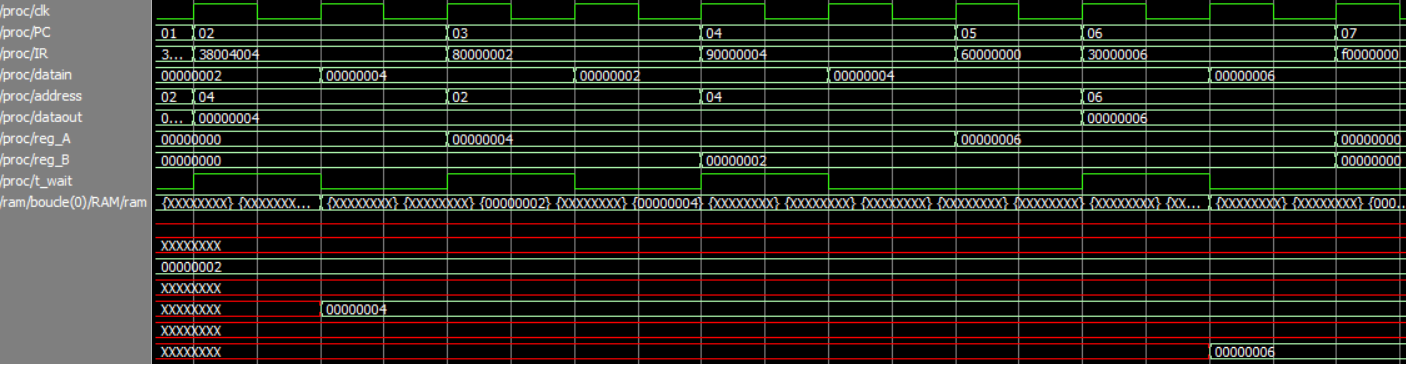 /proc/clk
/proc/PC 01 02 03 04 05 06 07
/proc/IR 3... 38004004 80000002 90000004 60000000 30000006 f0000000
/proc/datain 00000002 00000004 00000002 00000004 00000006
/proc/address 02 04 02 04 06
/proc/dataout 0... 00000004 00000006
/proc/reg_A 00000000 00000004 00000006 00000000
/proc/reg_B 00000000 00000002 00000000
/proc/t_wait
/ram/boucle(0)/RAM/ram {XXXXXXXX} {XXXXXXX... {XXXXXXXX} {XXXXXXXX} {00000002} {XXXXXXXX} {00000004} {XXXXXXXX} {XXXXXXXX} {XXXXXXXX} {XXXXXXXX} {XXXXXXXX} {XXXXXXXX} {XX... {XXXXXXXX} {XXXXXXXX} {000...
XXXXXXXX
00000002
XXXXXXXX
XXXXXXXX 00000004
XXXXXXXX
XXXXXXXX 00000006